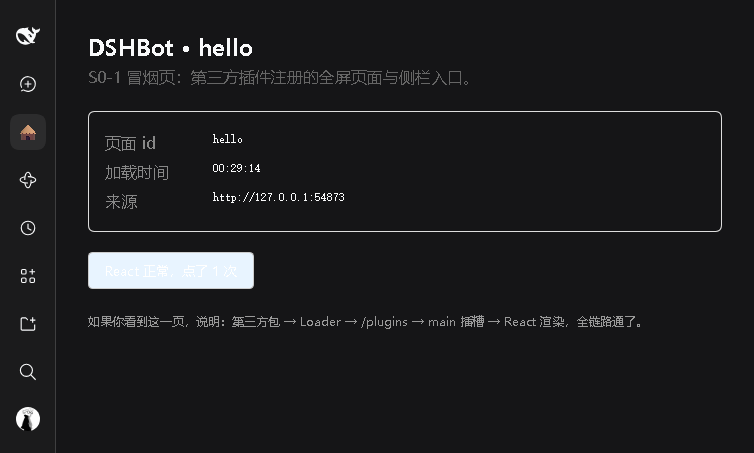 DSHBot • hello
S0-1 冒烟页：第三方插件注册的全屏页面与侧栏入口。
页面 id hello
加载时间 00:29:14
来源 http://127.0.0.1:54873
React 正常，点了 1 次
如果你看到这一页，说明：第三方包 → Loader → /plugins → main 插槽 → React 渲染，全链路通了。